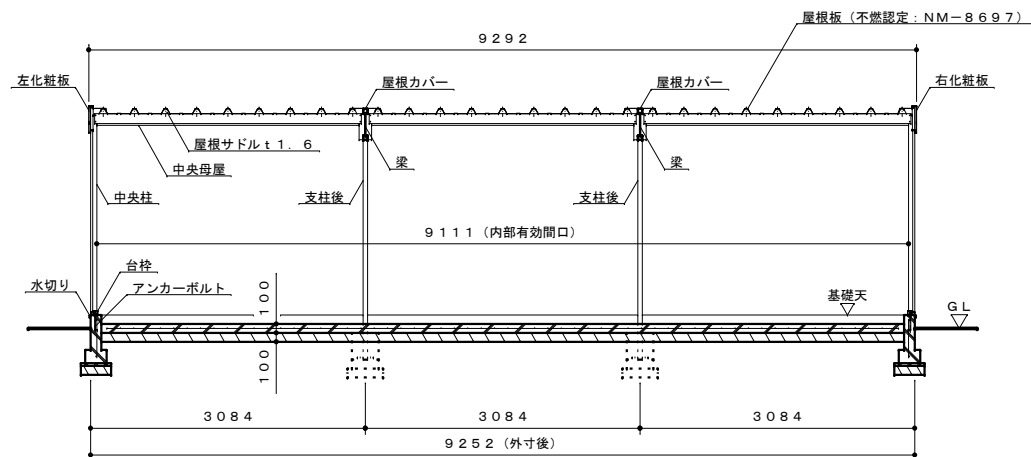 屋根板（不燃認定：ＮＭ－８６９７）
９２９２
左化粧板
屋根カバー
屋根カバー
右化粧板
屋根サドルｔ１．６
中央母屋
梁
梁
中央柱
支柱後
支柱後
９１１１（内部有効間口）
台枠
水切り
アンカーボルト
１００
基礎天
ＧＬ
１００
３０８４
３０８４
３０８４
９２５２（外寸後）